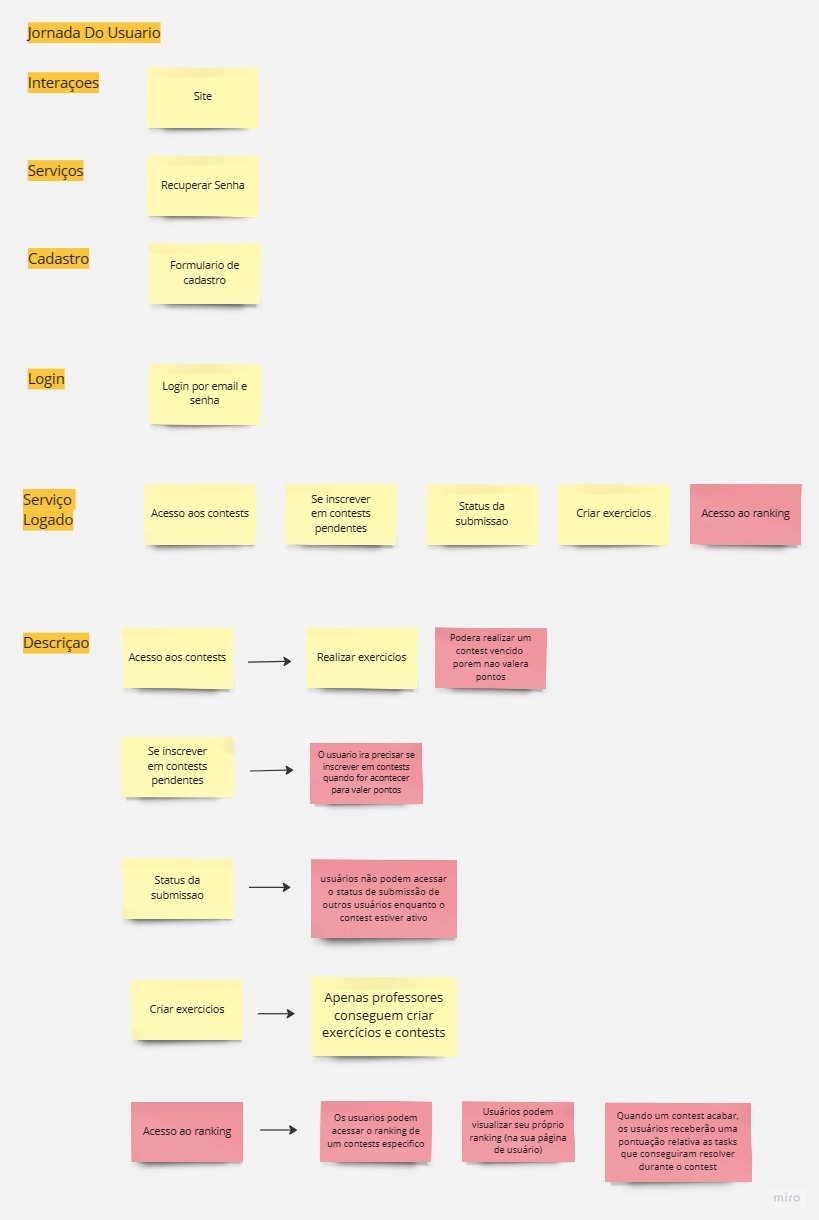 Jornada Do Usuario
Interaçoes
Site
Serviços
Recuperar Senha
Cadastro
Formulario de
cadastro
Login
Login por email e
senha
Serviço
Logado
Acesso aos contests
Se inscrever
em contests
pendentes
Status da
submissao
Criar exercicios
Acesso ao ranking
Descriçao
Acesso aos contests
Realizar exercicios
Podera realizar um
contest vencido
porem nao valera
pontos
Se inscrever
em contests
pendentes
O usuario ira precisar se
inscrever em contests
quando for acontecer
para valer pontos
Status da
submissao
usuários não podem acessar
o status de submissão de
outros usuários enquanto o
contest estiver ativo
Criar exercicios
Apenas professores
conseguem criar
exercícios e contests
Acesso ao ranking
Os usuarios podem
acessar o ranking de
um contests especifico
Usuários podem
visualizar seu próprio
ranking (na sua página
de usuário)
Quando um contest acabar,
os usuários receberão uma
pontuação relativa as tasks
que conseguiram resolver
durante o contest
miro